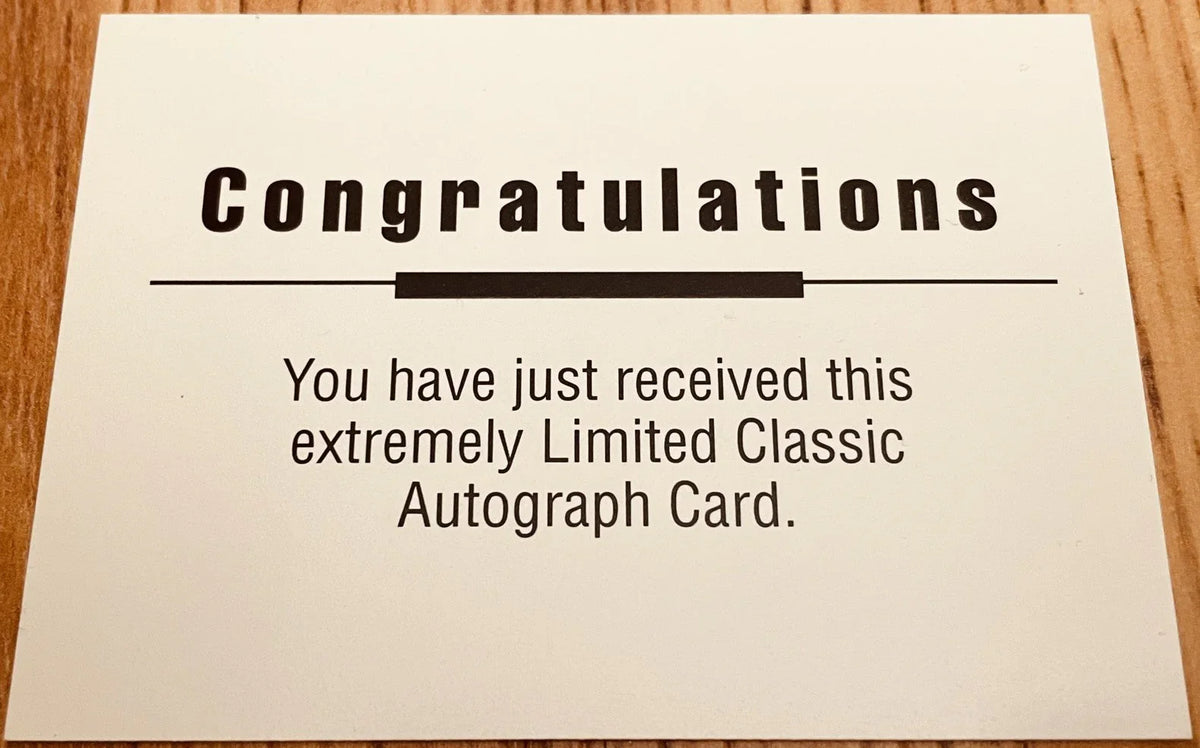 Congratulations
You have just received this
extremely Limited Classic
Autograph Card.